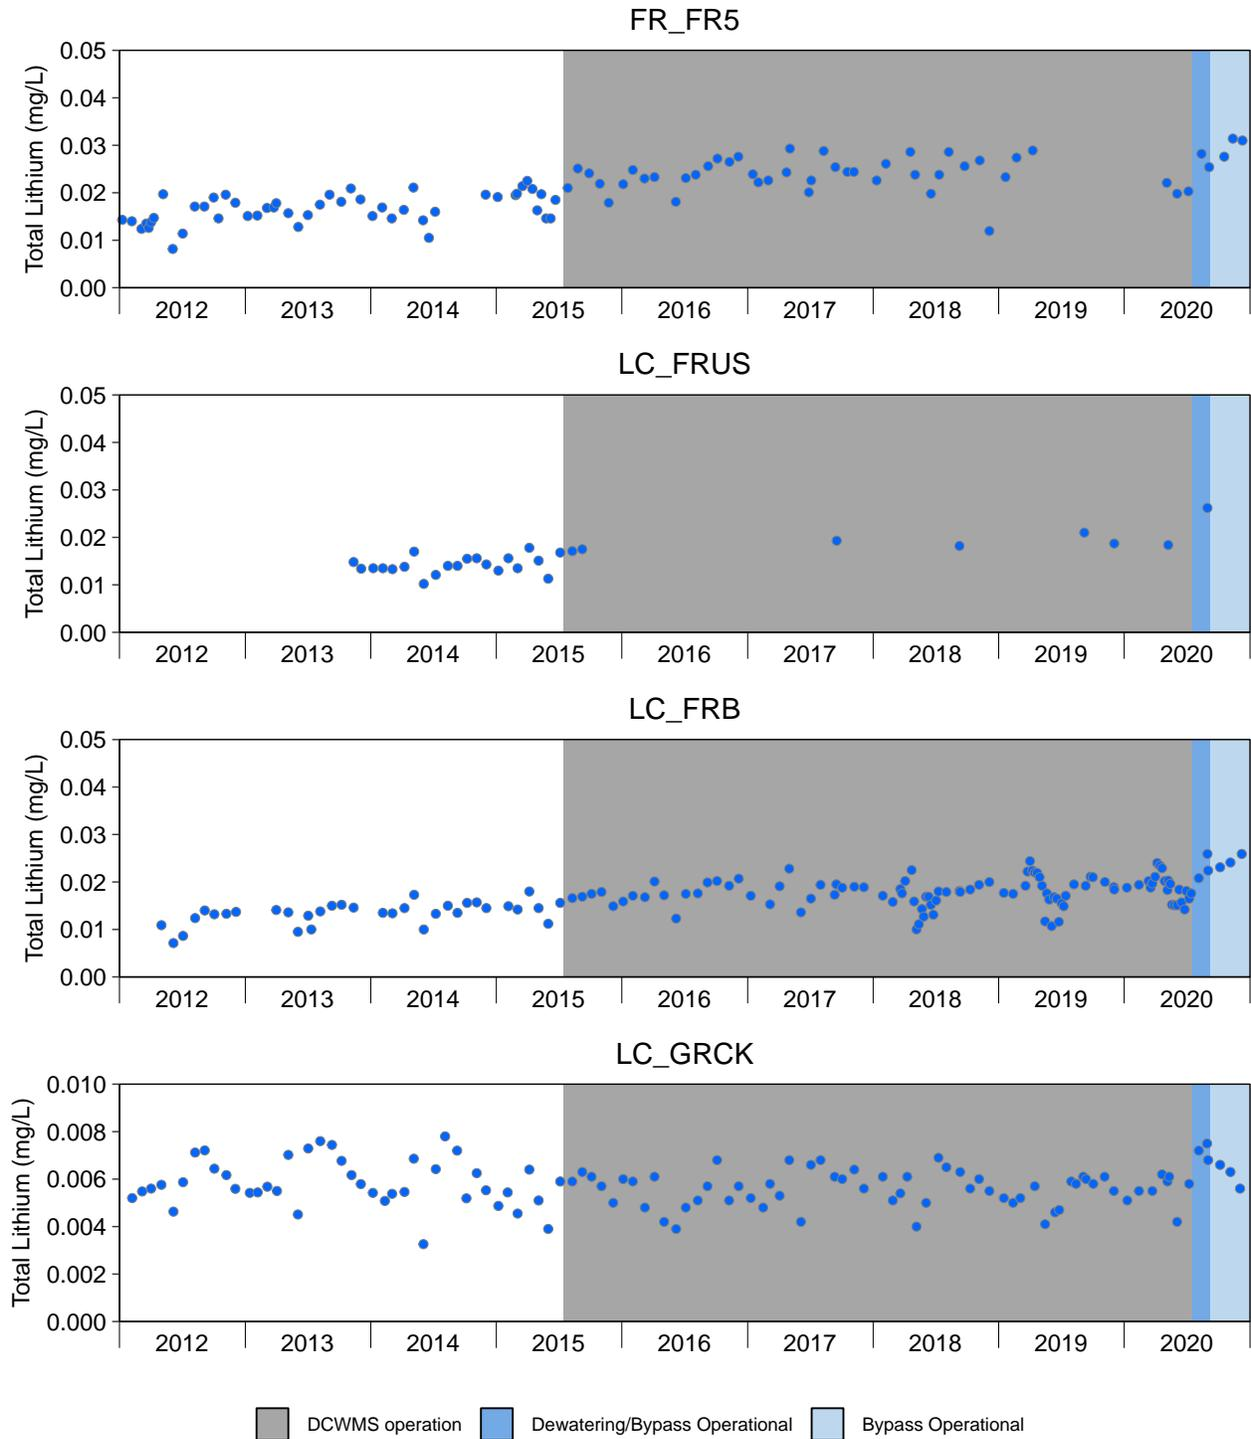 FR_FR5
Total Lithium (mg/L)
0.05
0.04
0.03
0.02
0.01
0.00
2012 2013 2014 2015 2016 2017 2018 2019 2020
LC_FRUS
Total Lithium (mg/L)
0.05
0.04
0.03
0.02
0.01
0.00
2012 2013 2014 2015 2016 2017 2018 2019 2020
LC_FRB
Total Lithium (mg/L)
0.05
0.04
0.03
0.02
0.01
0.00
2012 2013 2014 2015 2016 2017 2018 2019 2020
LC_GRCK
Total Lithium (mg/L)
0.010
0.008
0.006
0.004
0.002
0.000
2012 2013 2014 2015 2016 2017 2018 2019 2020
DCWMS operation Dewatering/Bypass Operational Bypass Operational